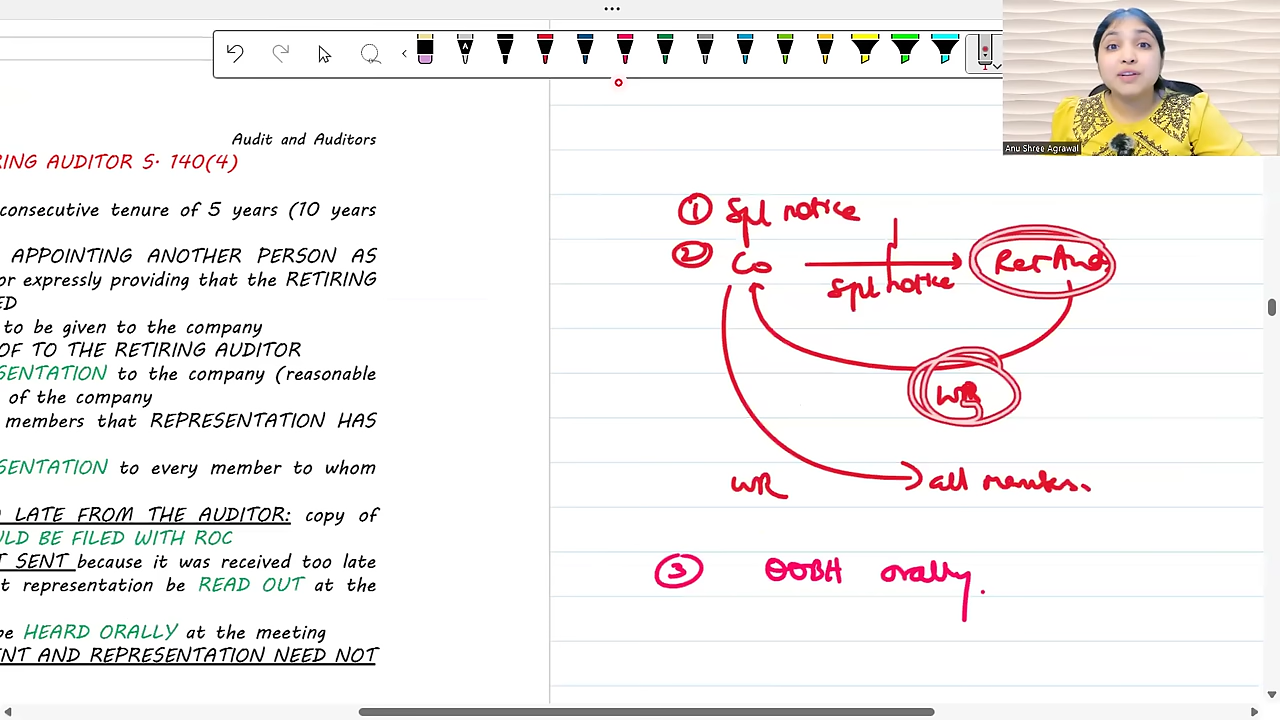 Audit and Auditors
RING AUDITOR S. 140(4)
consecutive tenure of 5 years (10 years
APPOINTING ANOTHER PERSON AS
or expressly providing that the RETIRING
ED
to be given to the company
OF TO THE RETIRING AUDITOR
SENTATION to the company (reasonable
of the company
members that REPRESENTATION HAS
SENTATION to every member to whom
LATE FROM THE AUDITOR: copy of
ULD BE FILED WITH ROC
T SENT because it was received too late
t representation be READ OUT at the
be HEARD ORALLY at the meeting
ENT AND REPRESENTATION NEED NOT
Anu Shree Agrawal
① Spl notice
② Co
Ret Aud.
Spl notice
WR
WR all members.
③ OOBH orally.